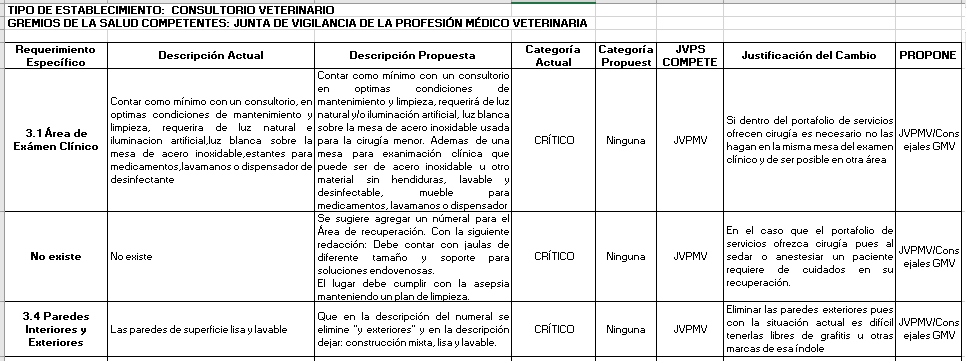 TIPO DE ESTABLECIMIENTO: CONSULTORIO VETERINARIO
GREMIOS DE LA SALUD COMPETENTES: JUNTA DE VIGILANCIA DE LA PROFESIÓN MÉDICO VETERINARIA
Requerimiento
Específico
Descripción Actual
Descripción Propuesta
Categoría
Actual
Categoría
Propuest
JVPS
COMPETE
Justificación del Cambio
PROPONE
3.1 Área de
Exámen Clínico
Contar como mínimo con un consultorio, en
optimas condiciones de mantenimiento y
limpieza, requerira de luz natural e
iluminacion artificial,luz blanca sobre la
mesa de acero inoxidable,estantes para
medicamentos,lavamanos o dispensador de
desinfectante
Contar como mínimo con un consultorio
en optimas condiciones de
mantenimiento y limpieza, requerirá de luz
natural y/o iluminación artificial, luz blanca
sobre la mesa de acero inoxidable usada
para la cirugía menor. Ademas de una
mesa para exanimación clínica que
puede ser de acero inoxidable u otro
material sin hendiduras, lavable y
desinfectable, mueble para
medicamentos, lavamanos o dispensador
CRÍTICO
Ninguna
JVPMV
Si dentro del portafolio de servicios
ofrecen cirugía es necesario no las
hagan en la misma mesa del examen
clínico y de ser posible en otra área
JVPMV/Cons
ejales GMV
No existe
No existe
Se sugiere agregar un númeral para el
Área de recuperación. Con la siguiente
redacción: Debe contar con jaulas de
diferente tamaño y soporte para
soluciones endovenosas.
El lugar debe cumplir con la asepsia
manteniendo un plan de limpieza.
CRÍTICO
Ninguna
JVPMV
En el caso que el portafolio de
servicios ofrezca cirugía pues al
sedar o anestesiar un paciente
requiere de cuidados en su
recuperación.
JVPMV/Cons
ejales GMV
3.4 Paredes
Interiores y
Exteriores
Las paredes de superficie lisa y lavable
Que en la descripción del numeral se
elimine "y exteriores" y en la descripción
dejar: construcción mixta, lisa y lavable.
CRÍTICO
Ninguna
JVPMV
Eliminar las paredes exteriores pues
con la situación actual es difícil
tenerlas libres de grafitis u otras
marcas de esa índole
JVPMV/Cons
ejales GMV